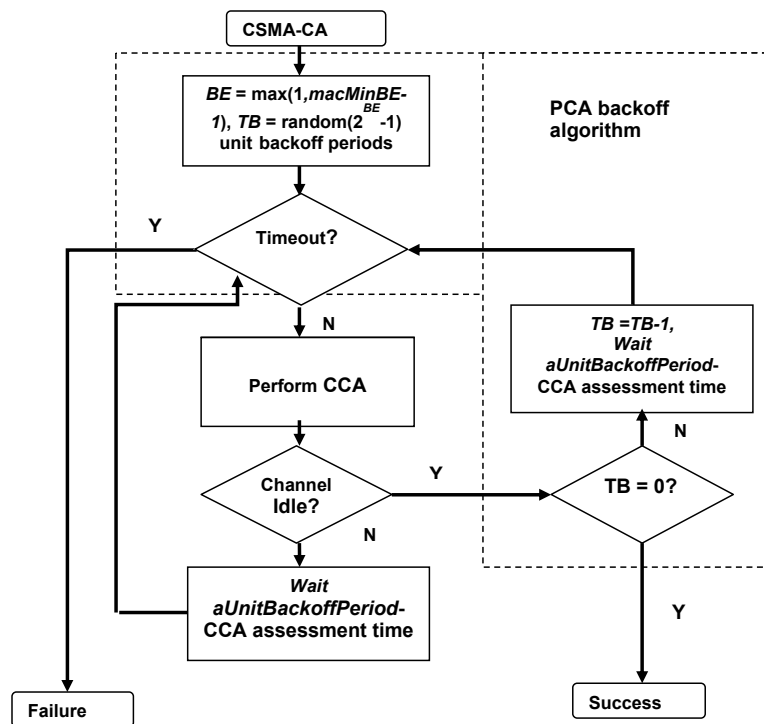 CSMA-CA
BE = max(1,macMinBE-
1), TB = random(2^BE -1)
unit backoff periods
PCA backoff
algorithm
Y
Timeout?
N
TB =TB-1,
Wait
aUnitBackoffPeriod-
CCA assessment time
Perform CCA
N
Channel
Idle?
Y
TB = 0?
N
Wait
aUnitBackoffPeriod-
CCA assessment time
Y
Failure
Success